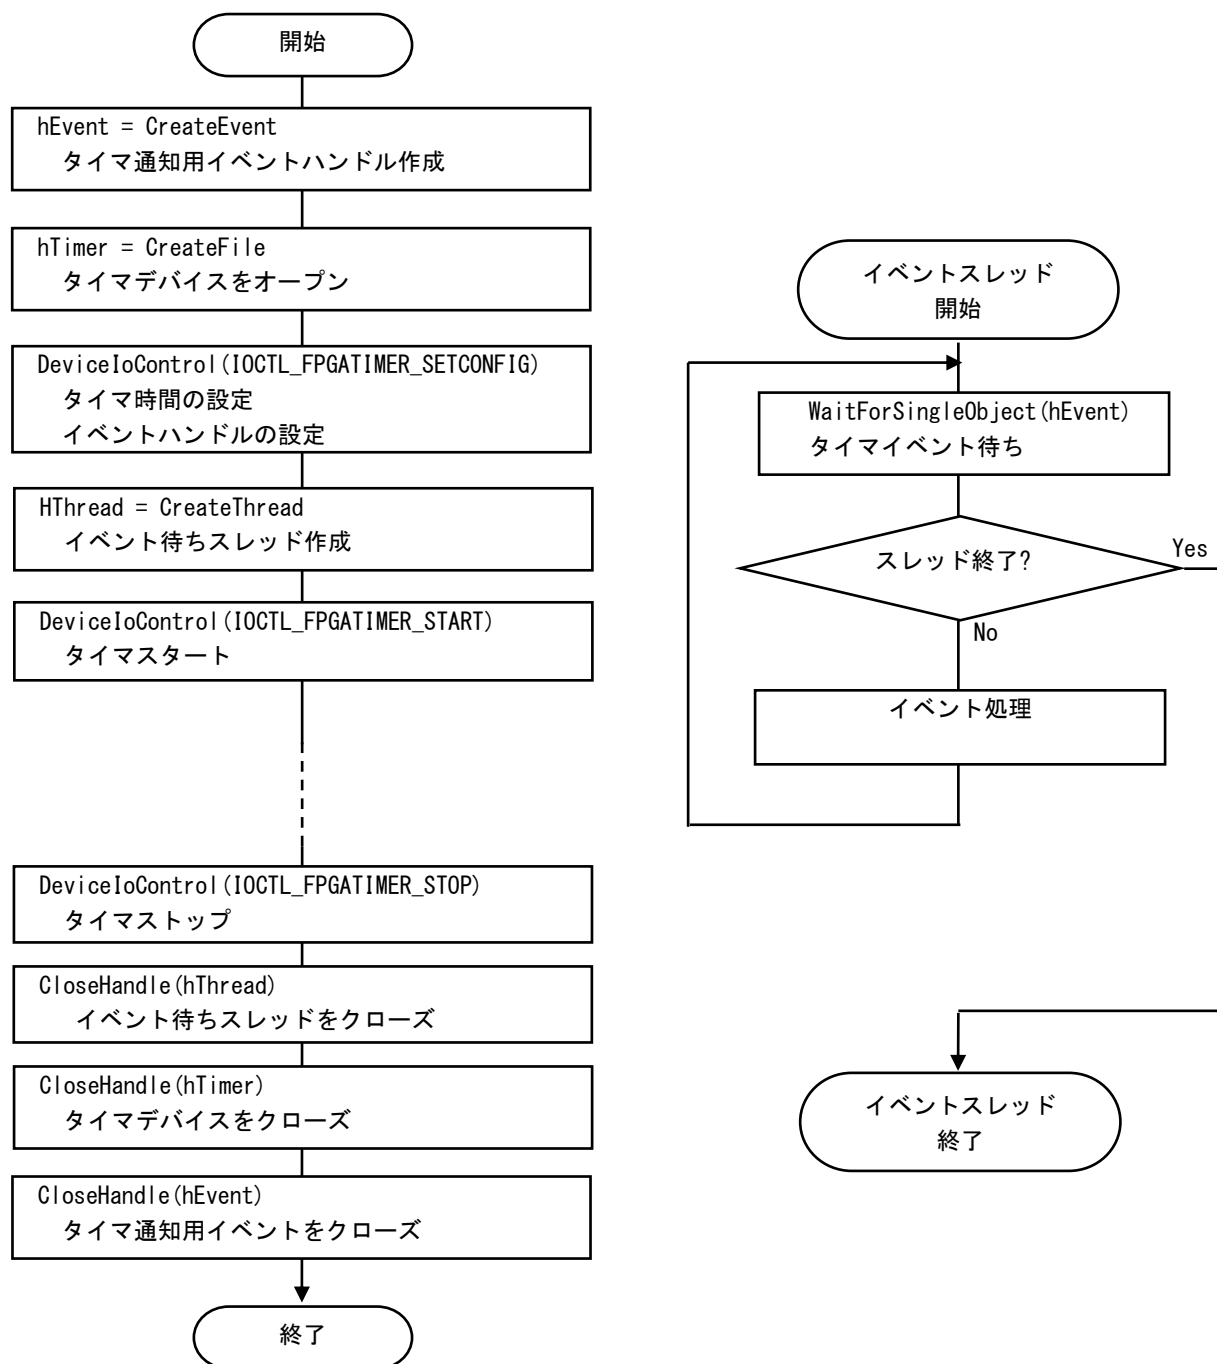 開始
hEvent = CreateEvent
タイマ通知用イベントハンドル作成
hTimer = CreateFile
タイマデバイスをオープン
DeviceIoControl(IOCTL_FPGATIMER_SETCONFIG)
タイマ時間の設定
イベントハンドルの設定
HThread = CreateThread
イベント待ちスレッド作成
DeviceIoControl(IOCTL_FPGATIMER_START)
タイマスタート
DeviceIoControl(IOCTL_FPGATIMER_STOP)
タイマストップ
CloseHandle(hThread)
イベント待ちスレッドをクローズ
CloseHandle(hTimer)
タイマデバイスをクローズ
CloseHandle(hEvent)
タイマ通知用イベントをクローズ
終了
イベントスレッド
開始
WaitForSingleObject(hEvent)
タイマイベント待ち
スレッド終了?
Yes
No
イベント処理
イベントスレッド
終了